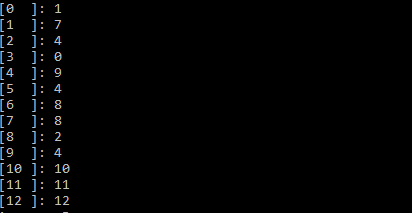 [0  ]: 1
[1  ]: 7
[2  ]: 4
[3  ]: 0
[4  ]: 9
[5  ]: 4
[6  ]: 8
[7  ]: 8
[8  ]: 2
[9  ]: 4
[10 ]: 10
[11 ]: 11
[12 ]: 12